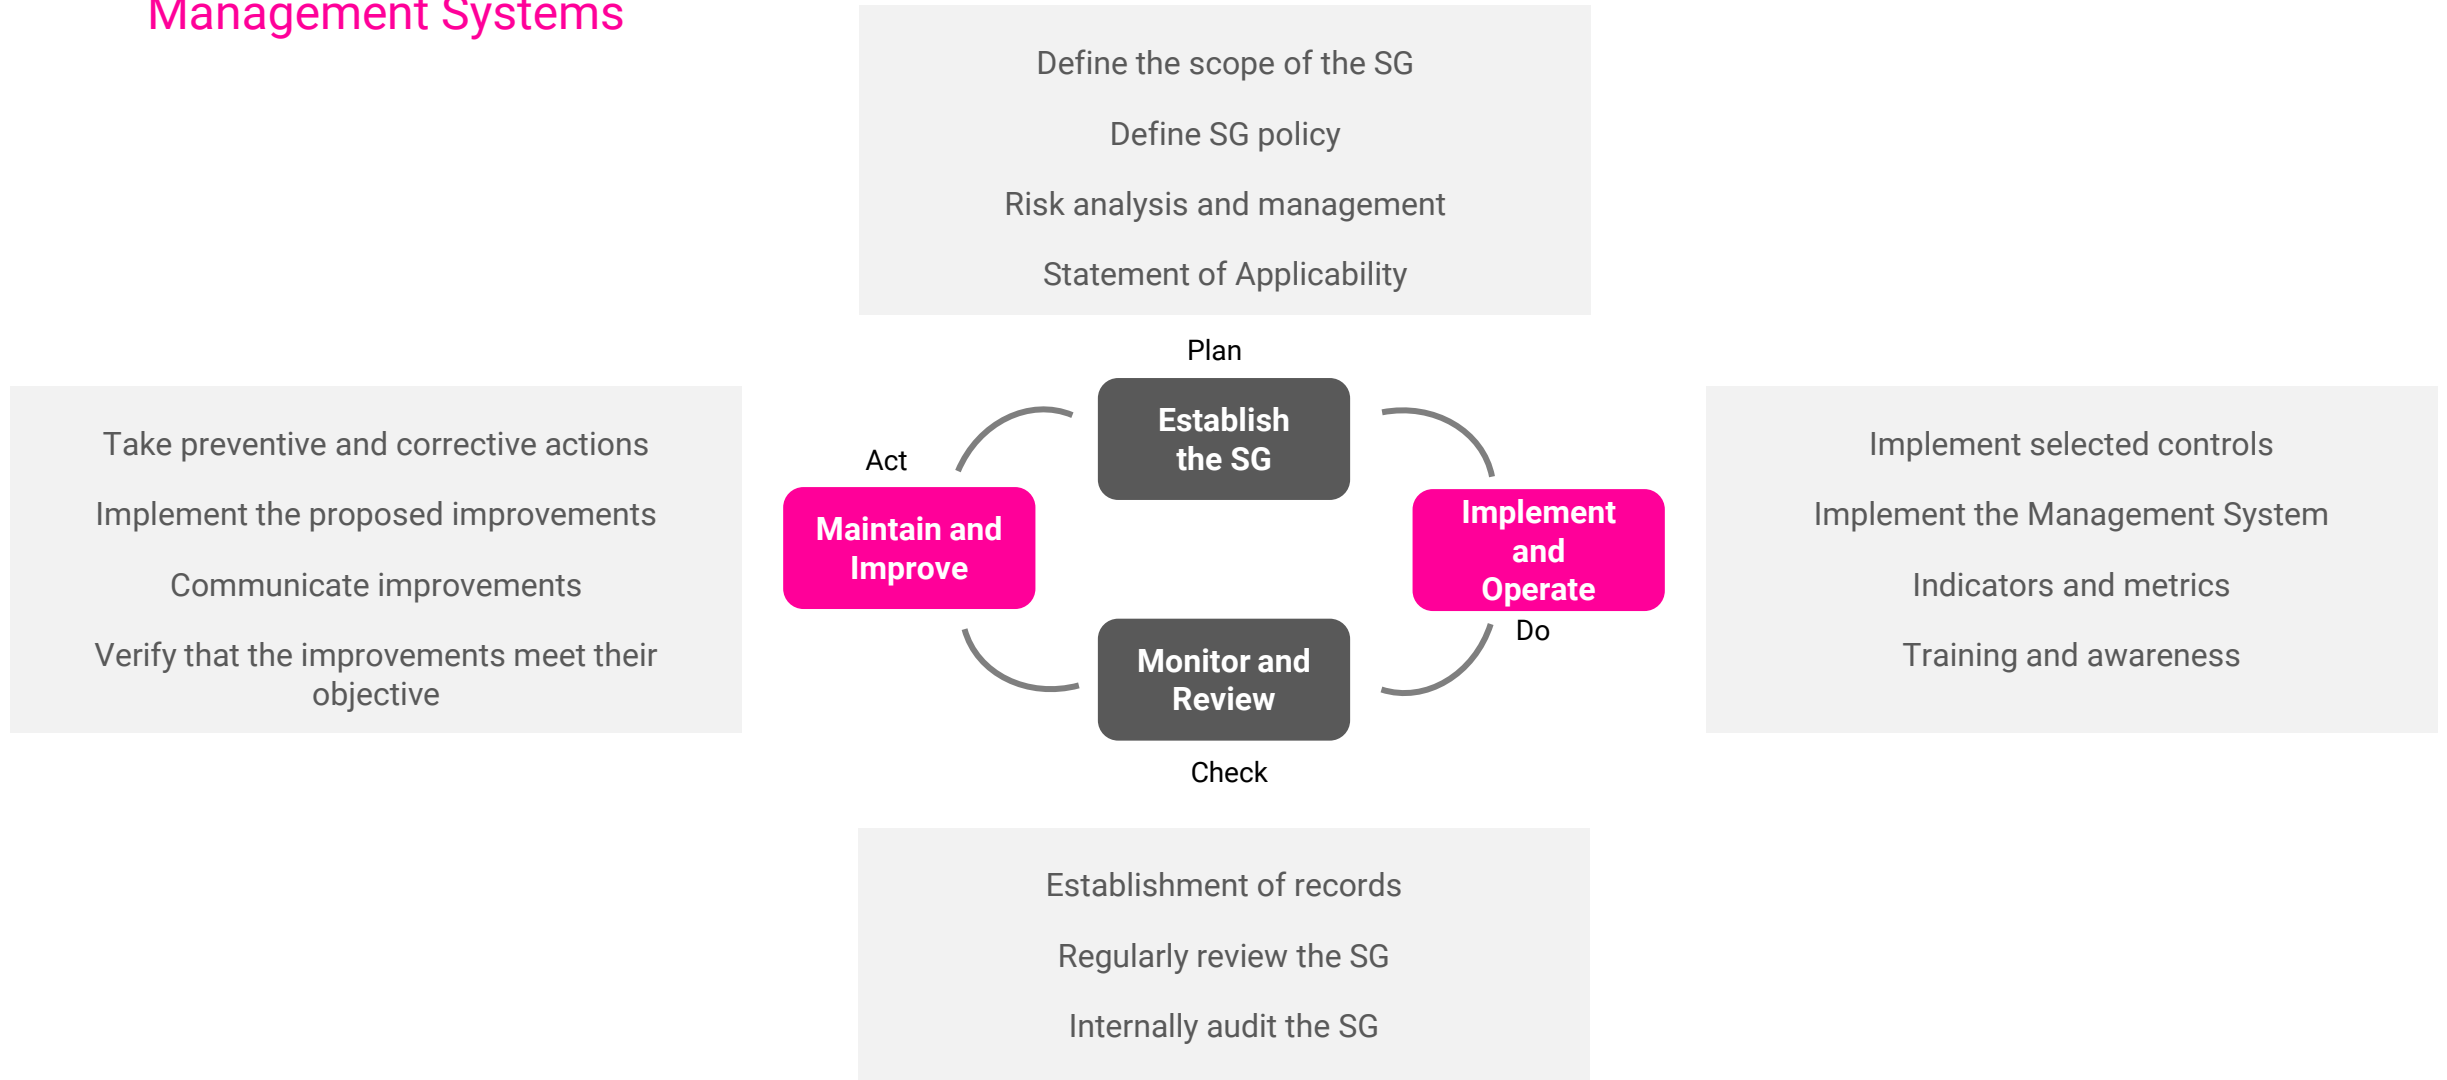 Management Systems
Define the scope of the SG
Define SG policy
Risk analysis and management
Statement of Applicability
Plan
Establish
the SG
Act
Maintain and
Improve
Implement
and
Operate
Do
Monitor and
Review
Check
Take preventive and corrective actions
Implement the proposed improvements
Communicate improvements
Verify that the improvements meet their
objective
Implement selected controls
Implement the Management System
Indicators and metrics
Training and awareness
Establishment of records
Regularly review the SG
Internally audit the SG